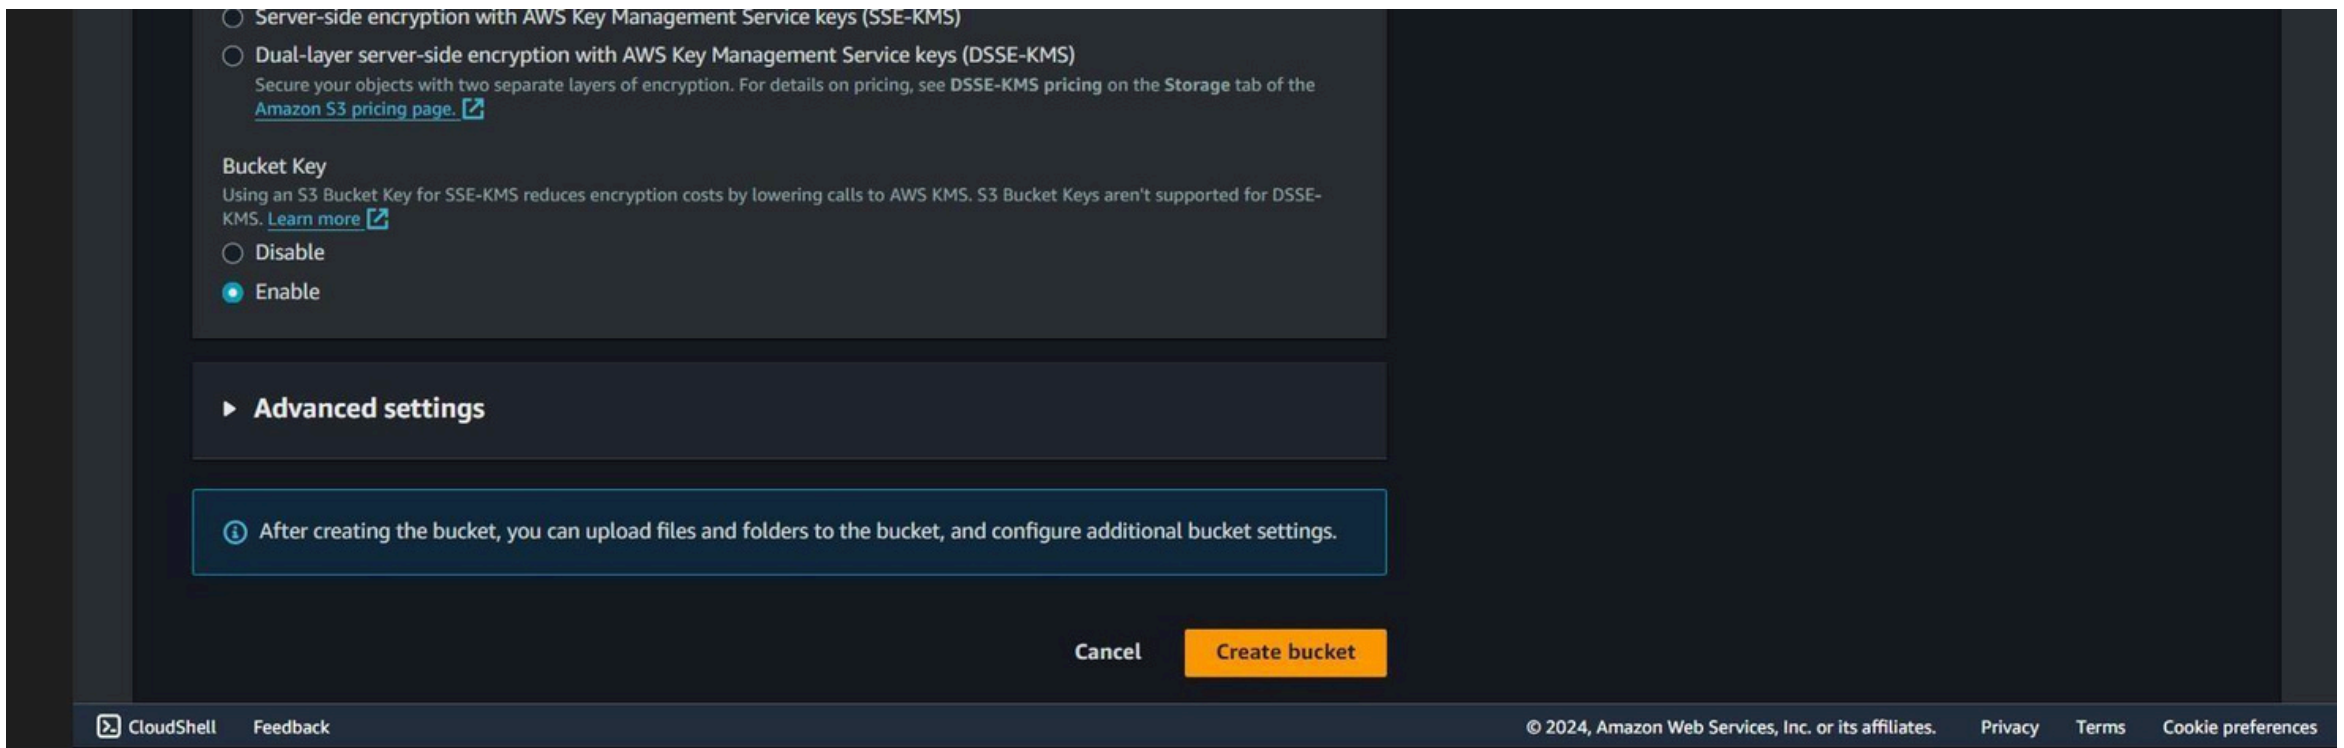 Server-side encryption with AWS Key Management Service keys (SSE-KMS)
Dual-layer server-side encryption with AWS Key Management Service keys (DSSE-KMS)
Secure your objects with two separate layers of encryption. For details on pricing, see DSSE-KMS pricing on the Storage tab of the
Amazon S3 pricing page.
Bucket Key
Using an S3 Bucket Key for SSE-KMS reduces encryption costs by lowering calls to AWS KMS. S3 Bucket Keys aren't supported for DSSE-
KMS. Learn more
Disable
Enable
Advanced settings
After creating the bucket, you can upload files and folders to the bucket, and configure additional bucket settings.
Cancel Create bucket
CloudShell Feedback © 2024, Amazon Web Services, Inc. or its affiliates. Privacy Terms Cookie preferences